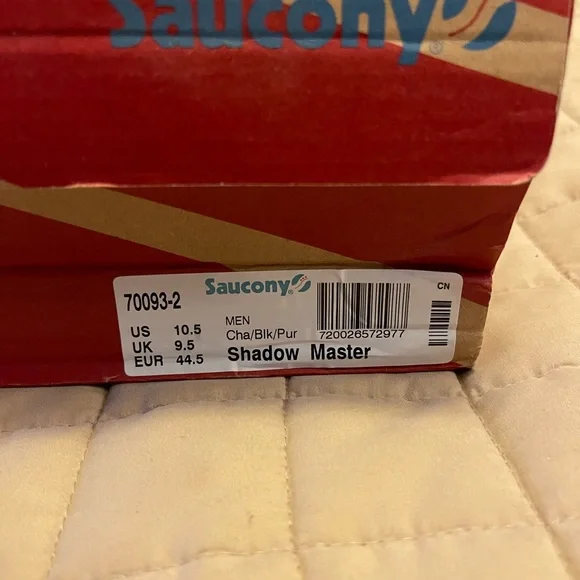 Saucony®
70093-2
Saucony®
CN
US 10.5
UK 9.5
EUR 44.5
MEN
Cha/Blk/Pur
720026572977
Shadow Master